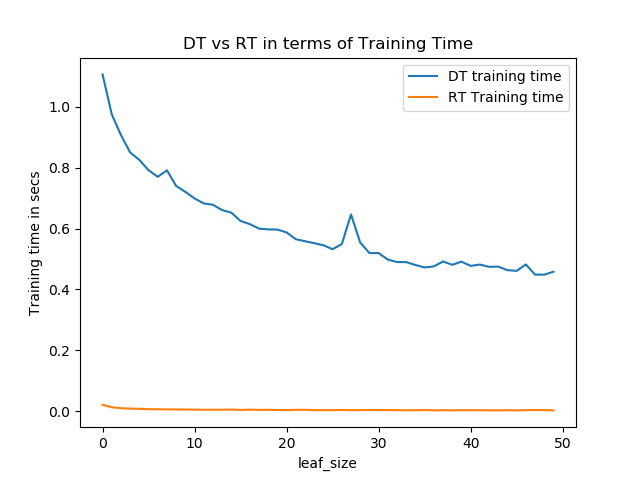 DT vs RT in terms of Training Time
DT training time
RT Training time
1.0
0.8
0.6
0.4
0.2
0.0
Training time in secs
0 10 20 30 40 50
leaf_size